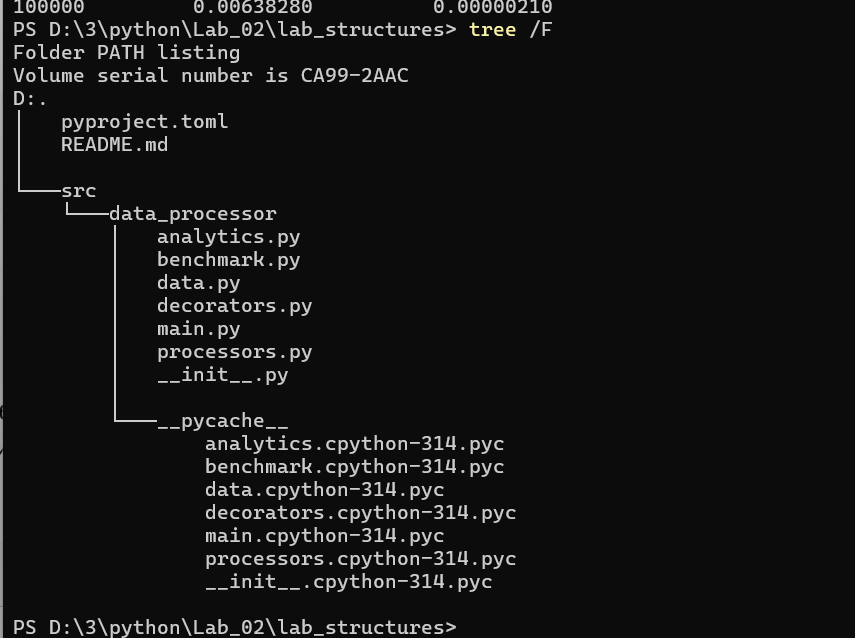 100000 0.00638280 0.00000210
PS D:\3\python\Lab_02\lab_structures> tree /F
Folder PATH listing
Volume serial number is CA99-2AAC
D:.
│   pyproject.toml
│   README.md
│
└───src
    └───data_processor
        │   analytics.py
        │   benchmark.py
        │   data.py
        │   decorators.py
        │   main.py
        │   processors.py
        │   __init__.py
        │
        └───__pycache__
                analytics.cpython-314.pyc
                benchmark.cpython-314.pyc
                data.cpython-314.pyc
                decorators.cpython-314.pyc
                main.cpython-314.pyc
                processors.cpython-314.pyc
                __init__.cpython-314.pyc

PS D:\3\python\Lab_02\lab_structures>